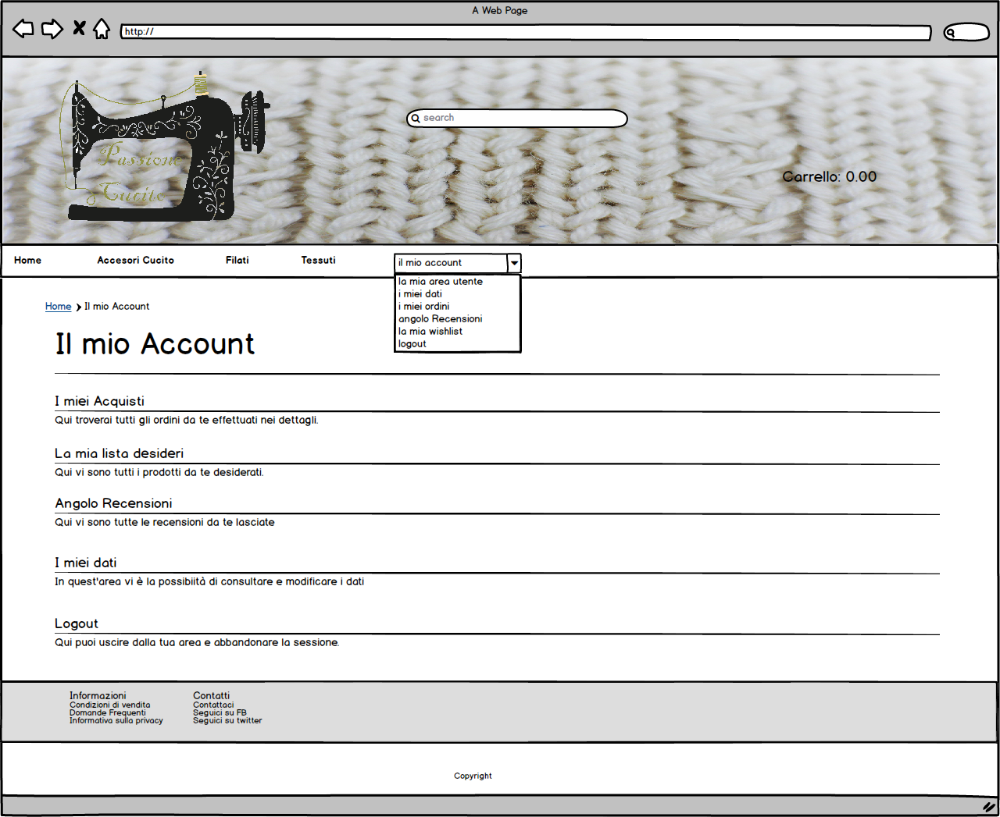 A Web Page
http://
search
Passione
Cucito
Carrello: 0.00
Home
Accesori Cucito
Filati
Tessuti
il mio account
la mia area utente
i miei dati
i miei ordini
angolo Recensioni
la mia wishlist
logout
Home Il mio Account
Il mio Account
I miei Acquisti
Qui troverai tutti gli ordini da te effettuati nei dettagli.
La mia lista desideri
Qui vi sono tutti i prodotti da te desiderati.
Angolo Recensioni
Qui vi sono tutte le recensioni da te lasciate
I miei dati
In quest'area vi è la possibiità di consultare e modificare i dati
Logout
Qui puoi uscire dalla tua area e abbandonare la sessione.
Informazioni
Condizioni di vendita
Domande Frequenti
Informativa sulla privacy
Contatti
Contattaci
Seguici su FB
Seguici su twitter
Copyright